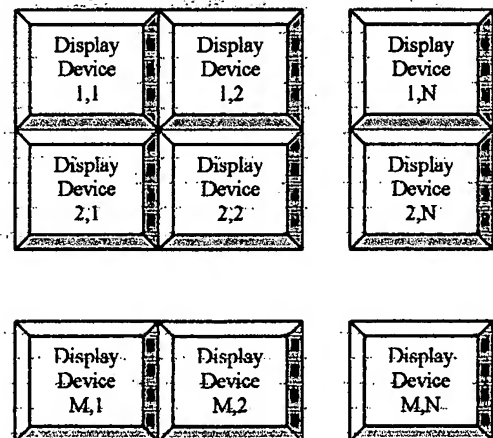 Display
Device
1,1
Display
Device
1,2
Display
Device
1,N
Display
Device
2,1
Display
Device
2,2
Display
Device
2,N
Display
Device
M,1
Display
Device
M,2
Display
Device
M,N